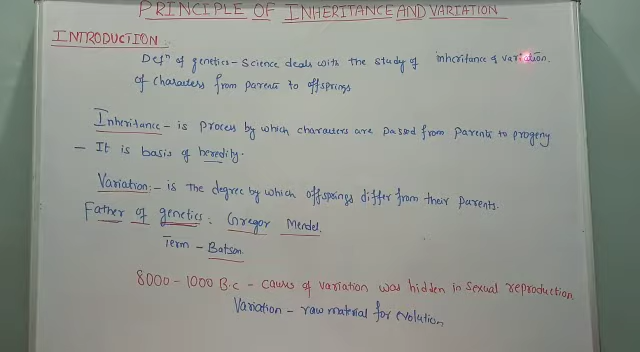 PRINCIPLE OF INHERITANCE AND VARIATION
INTRODUCTION :
Defn of genetics - Science deals with the study of inheritance & variation.
of characters from parents to offsprings
Inheritance - is process by which characters are passed from parents to progeny
- It is basis of heredity.
Variation :- is the degree by which offsprings differ from their parents.
Father of genetics : Gregor Mendel.
Term - Batson
8000 - 1000 B.C - causes of variation was hidden in sexual reproduction
Variation - raw material for evolution